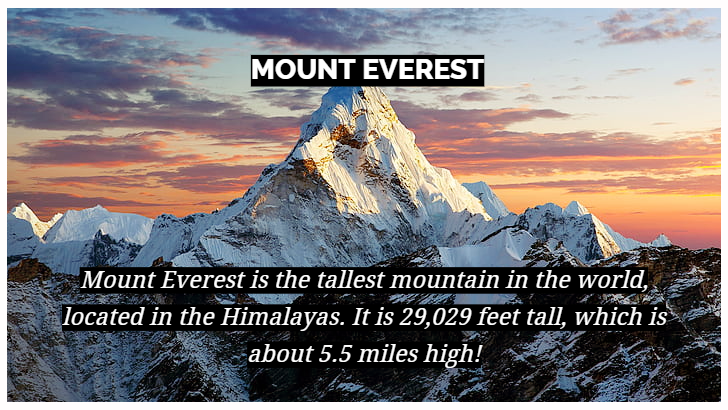 MOUNT EVEREST
Mount Everest is the tallest mountain in the world,
located in the Himalayas. It is 29,029 feet tall, which is
about 5.5 miles high!